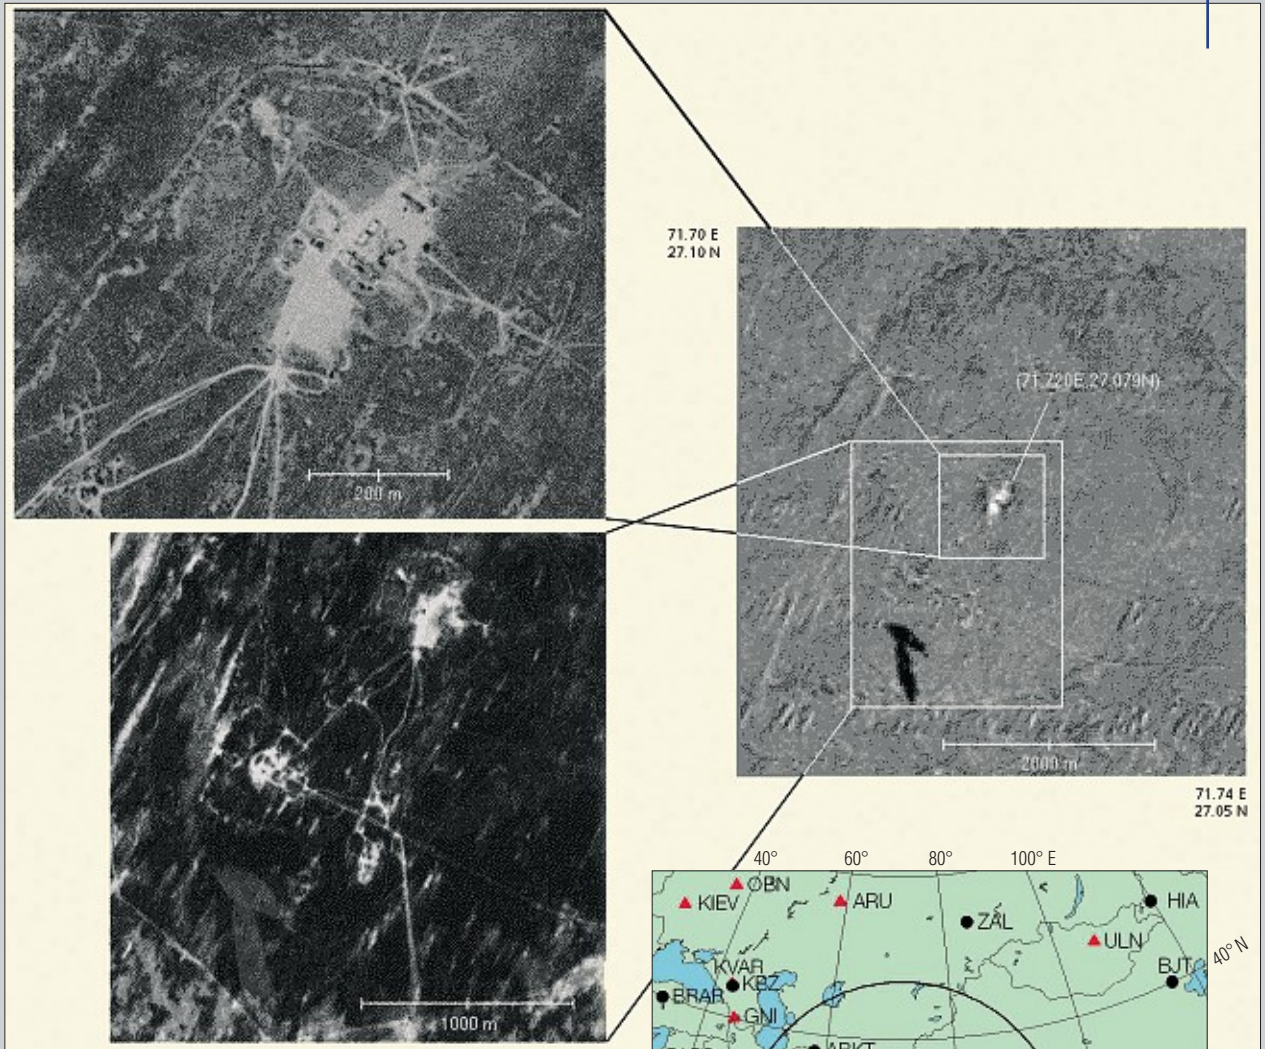 200 m
71.70 E
27.10 N
(71.720E,27.079N)
2000 m
71.74 E
27.05 N
1000 m
40°
60°
80°
100° E
OBN
KIEV
ARU
HIA
ZAL
ULN
40° N
KVAR
KBZ
BJT
BRAR
GNI